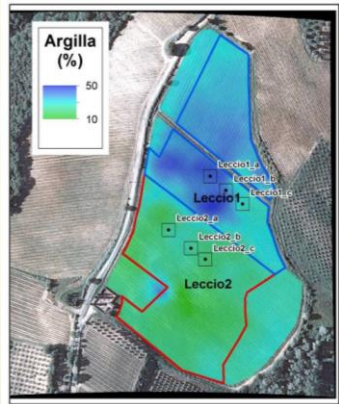 Argilla
(%)
50
10
Leccio1_a
Leccio1_b
Leccio1_c
Leccio1
Leccio2_a
Leccio2_b
Leccio2_c
Leccio2